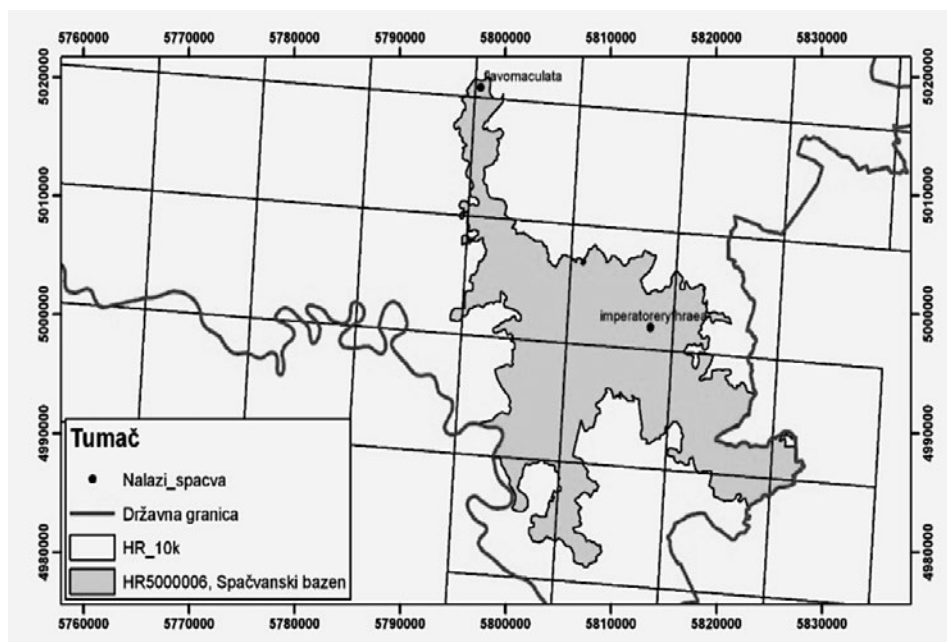 5760000 5770000 5780000 5790000 5800000 5810000 5820000 5830000
5020000 5020000
flavomaculata
5010000 5010000
5000000 5000000
imperatorerythraea
4990000 4990000
4980000 4980000
Tumač
Nalazi_spacva
Državna granica
HR_10k
HR5000006, Spačvanski bazen
5760000 5770000 5780000 5790000 5800000 5810000 5820000 5830000